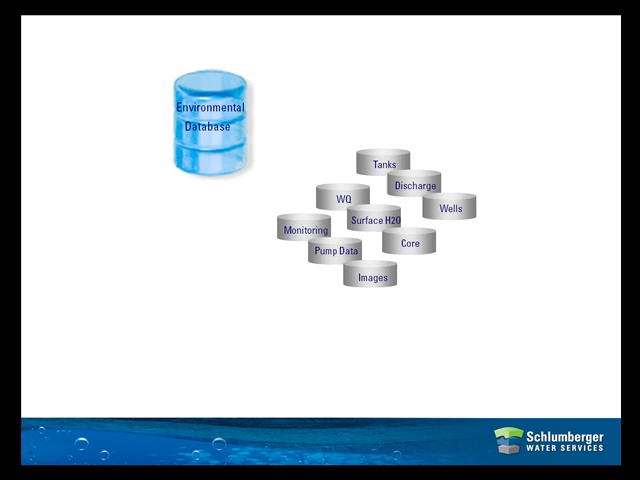 Environmental
Database
Tanks
Discharge
WQ
Wells
Surface H2O
Monitoring
Core
Pump Data
Images
Schlumberger
WATER SERVICES